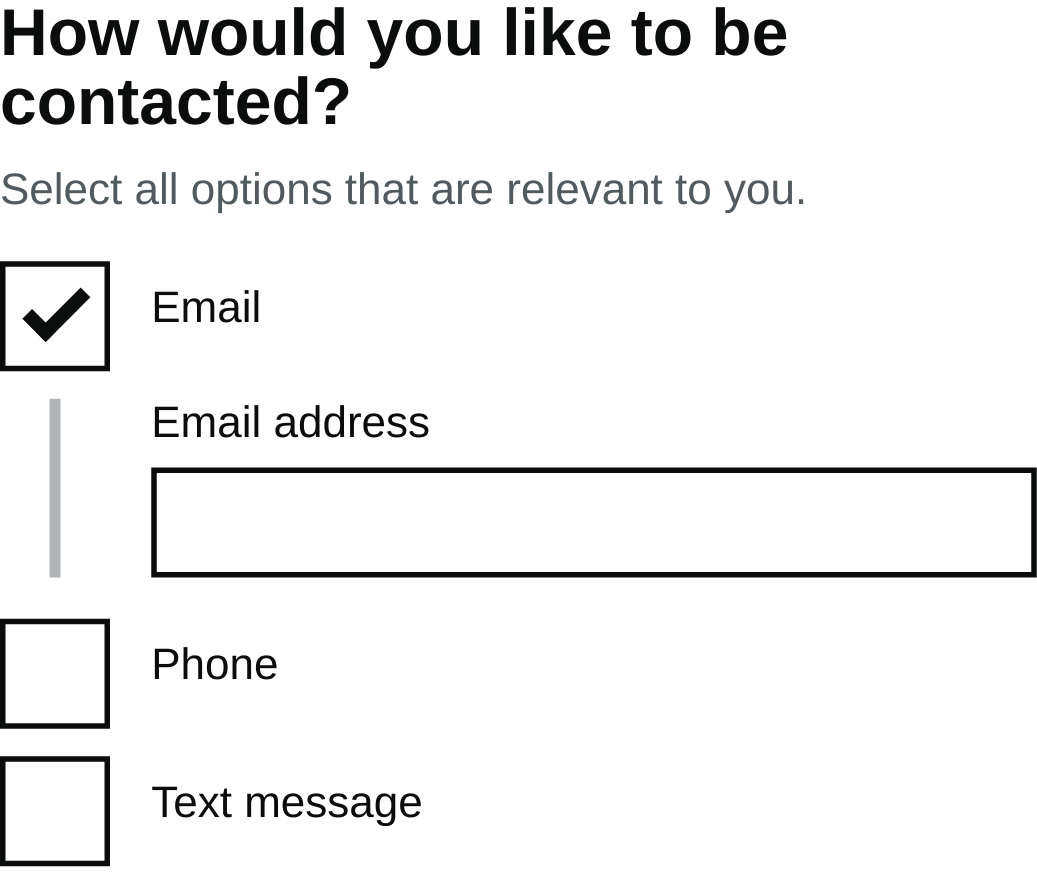 How would you like to be
contacted?
Select all options that are relevant to you.
Email
Email address
Phone
Text message